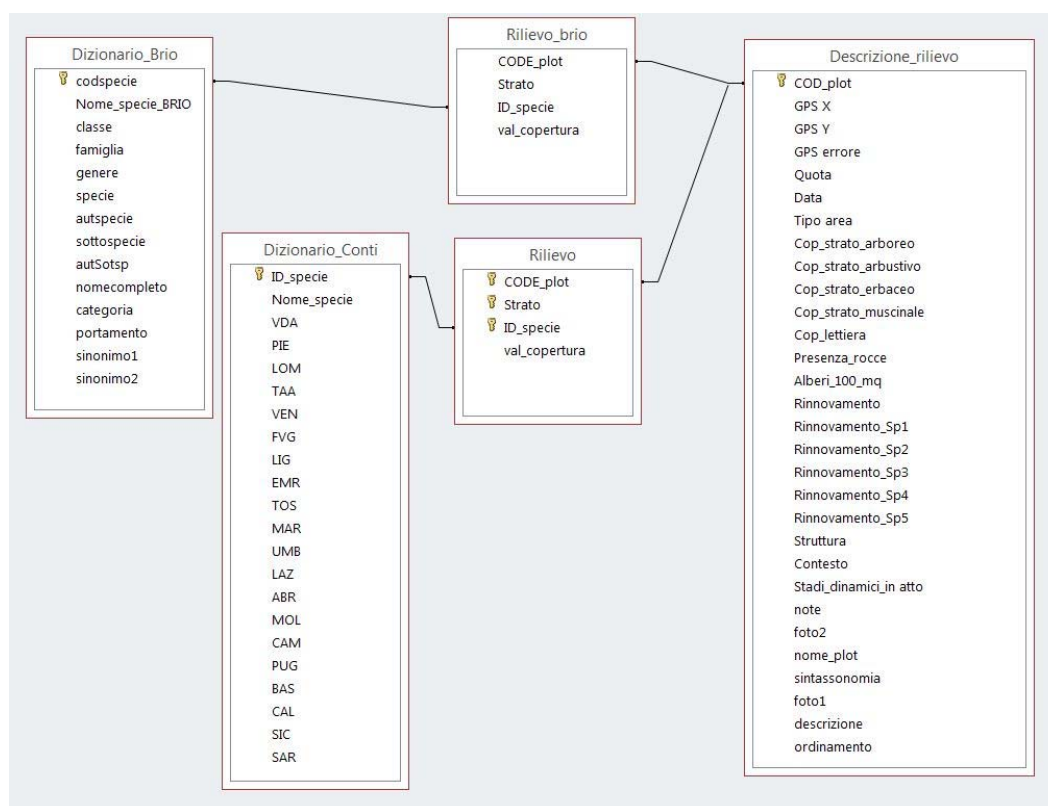 Dizionario_Brio
codspecie
Nome_specie_BRIO
classe
famiglia
genere
specie
autspecie
sottospecie
autSotsp
nomecompleto
categoria
portamento
sinonimo1
sinonimo2
Rilievo_brio
CODE_plot
Strato
ID_specie
val_copertura
Dizionario_Conti
ID_specie
Nome_specie
VDA
PIE
LOM
TAA
VEN
FVG
LIG
EMR
TOS
MAR
UMB
LAZ
ABR
MOL
CAM
PUG
BAS
CAL
SIC
SAR
Rilievo
CODE_plot
Strato
ID_specie
val_copertura
Descrizione_rilievo
COD_plot
GPS X
GPS Y
GPS errore
Quota
Data
Tipo area
Cop_strato_arboreo
Cop_strato_arbustivo
Cop_strato_erbaceo
Cop_strato_muscinale
Cop_lettiera
Presenza_rocce
Alberi_100_mq
Rinnovamento
Rinnovamento_Sp1
Rinnovamento_Sp2
Rinnovamento_Sp3
Rinnovamento_Sp4
Rinnovamento_Sp5
Struttura
Contesto
Stadi_dinamici_in atto
note
foto2
nome_plot
sintassonomia
foto1
descrizione
ordinamento